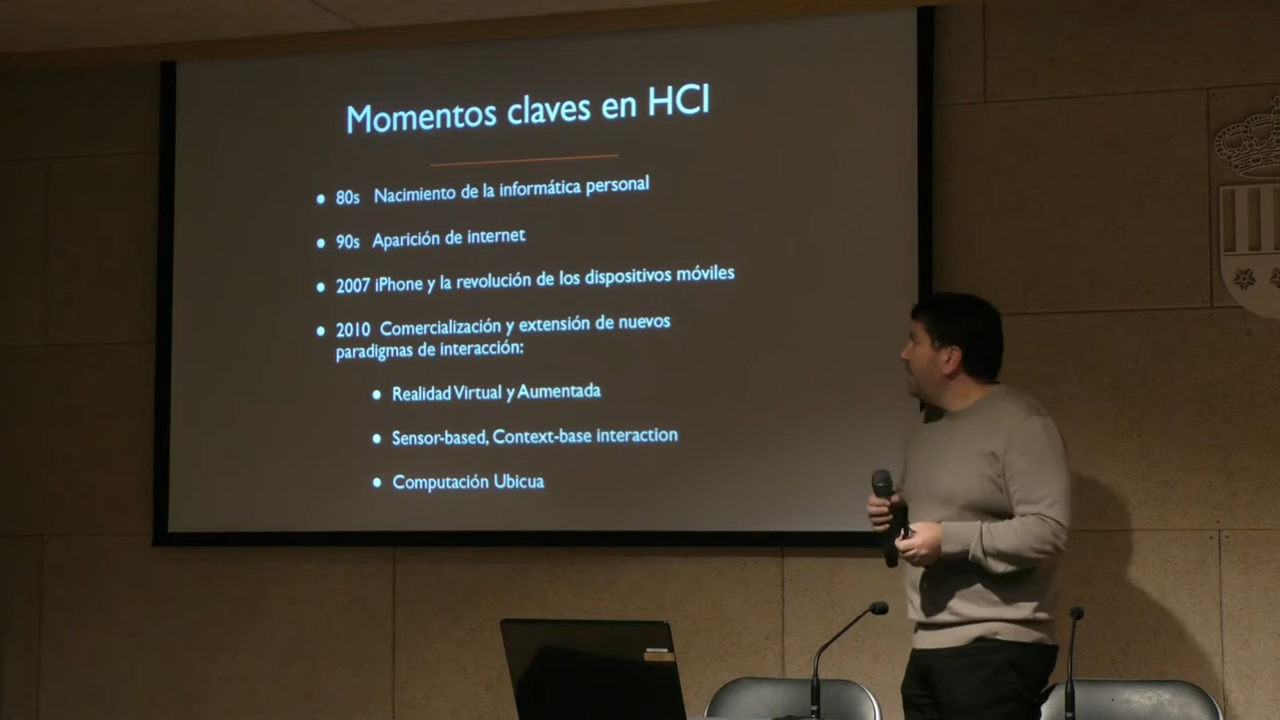 Momentos claves en HCI
80s Nacimiento de la informática personal
90s Aparición de internet
2007 iPhone y la revolución de los dispositivos móviles
2010 Comercialización y extensión de nuevos
paradigmas de interacción:
Realidad Virtual y Aumentada
Sensor-based, Context-base interaction
Computación Ubicua